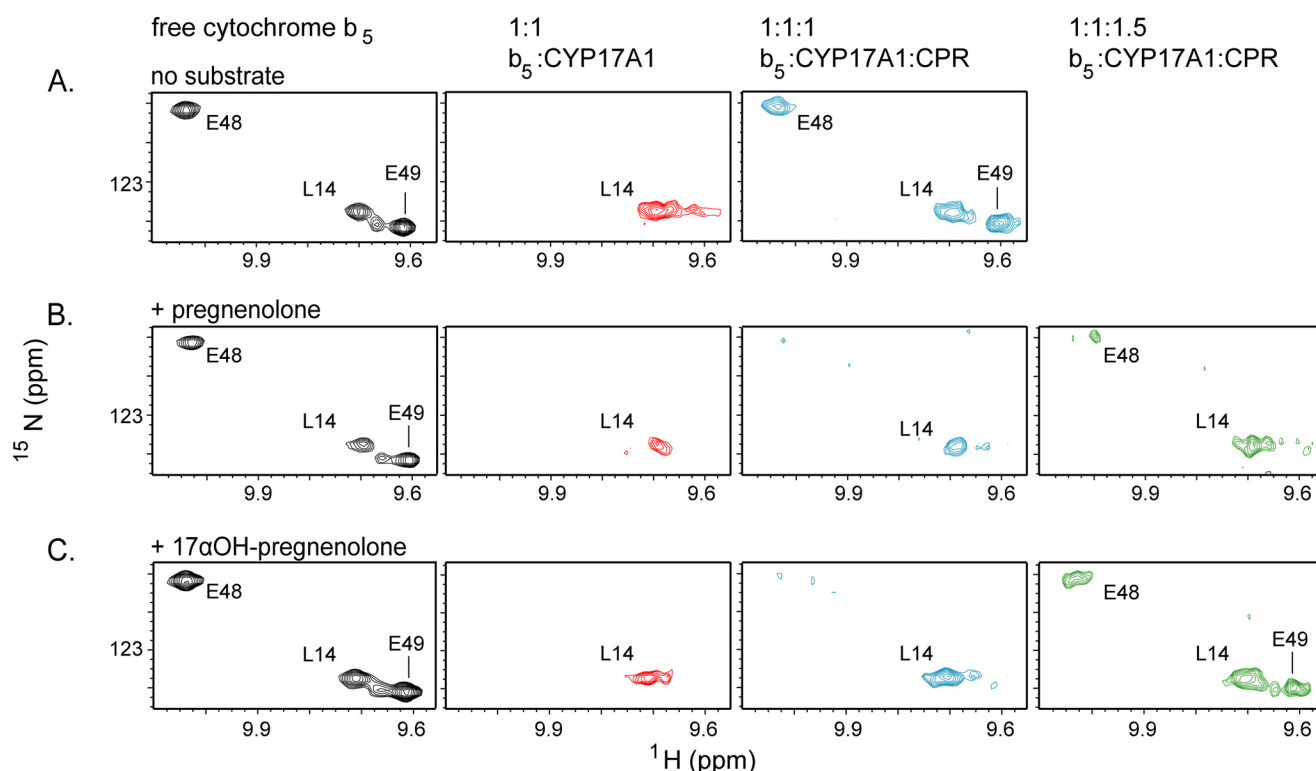 free cytochrome b5
1:1
b5:CYP17A1
1:1:1
b5:CYP17A1:CPR
1:1:1.5
b5:CYP17A1:CPR
A.
no substrate
E48
L14
E49
L14
E48
L14
E49
123
9.9
9.6
9.9
9.6
9.9
9.6
B.
+ pregnenolone
E48
L14
E49
L14
L14
E48
L14
123
9.9
9.6
9.9
9.6
9.9
9.6
9.9
9.6
C.
+ 17αOH-pregnenolone
E48
L14
E49
L14
L14
E48
L14
E49
123
9.9
9.6
9.9
9.6
9.9
9.6
9.9
9.6
15 N (ppm)
1H (ppm)